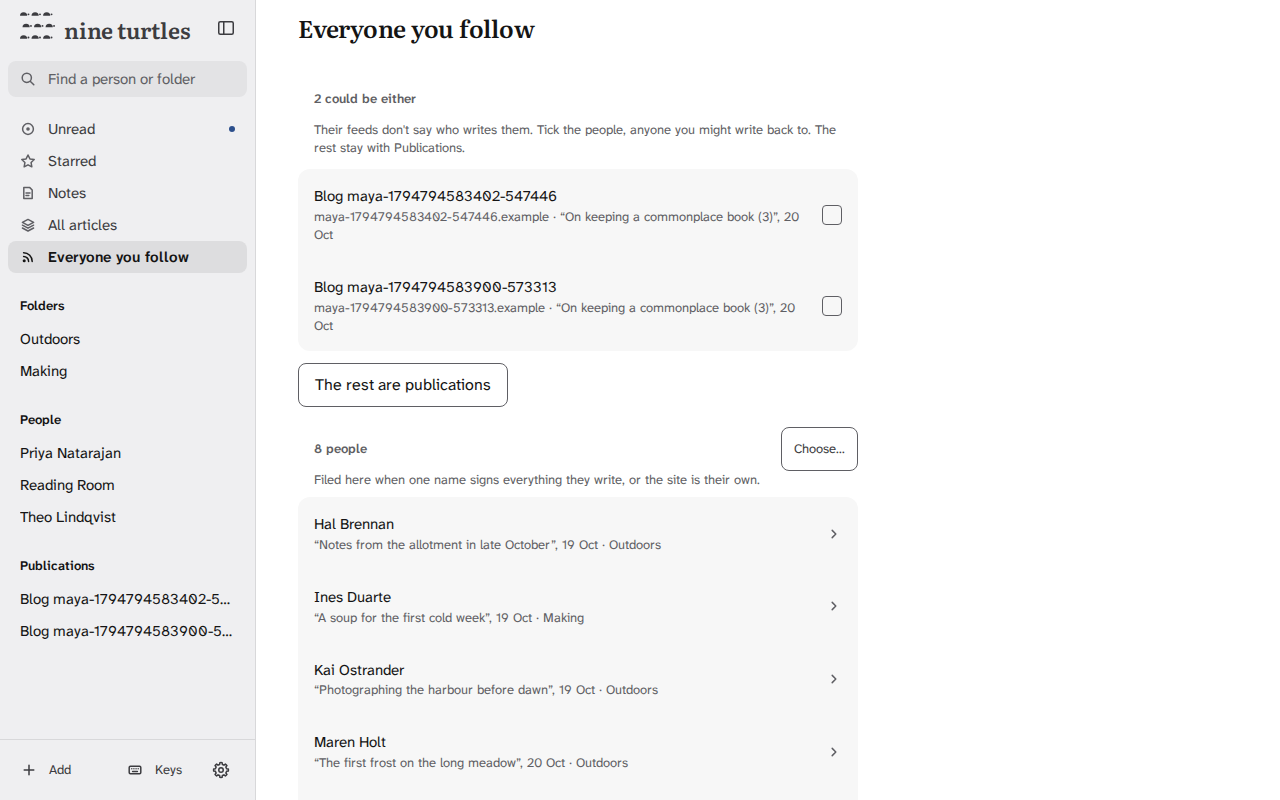 nine turtles
Find a person or folder
Unread
Starred
Notes
All articles
Everyone you follow
Folders
Outdoors
Making
People
Priya Natarajan
Reading Room
Theo Lindqvist
Publications
Blog maya-1794794583402-5...
Blog maya-1794794583900-5...
Add
Keys
Everyone you follow
2 could be either
Their feeds don't say who writes them. Tick the people, anyone you might write back to. The
rest stay with Publications.
Blog maya-1794794583402-547446
maya-1794794583402-547446.example · “On keeping a commonplace book (3)”, 20
Oct
Blog maya-1794794583900-573313
maya-1794794583900-573313.example · “On keeping a commonplace book (3)”, 20
Oct
The rest are publications
8 people
Choose...
Filed here when one name signs everything they write, or the site is their own.
Hal Brennan
“Notes from the allotment in late October”, 19 Oct · Outdoors
Ines Duarte
“A soup for the first cold week”, 19 Oct · Making
Kai Ostrander
“Photographing the harbour before dawn”, 19 Oct · Outdoors
Maren Holt
“The first frost on the long meadow”, 20 Oct · Outdoors